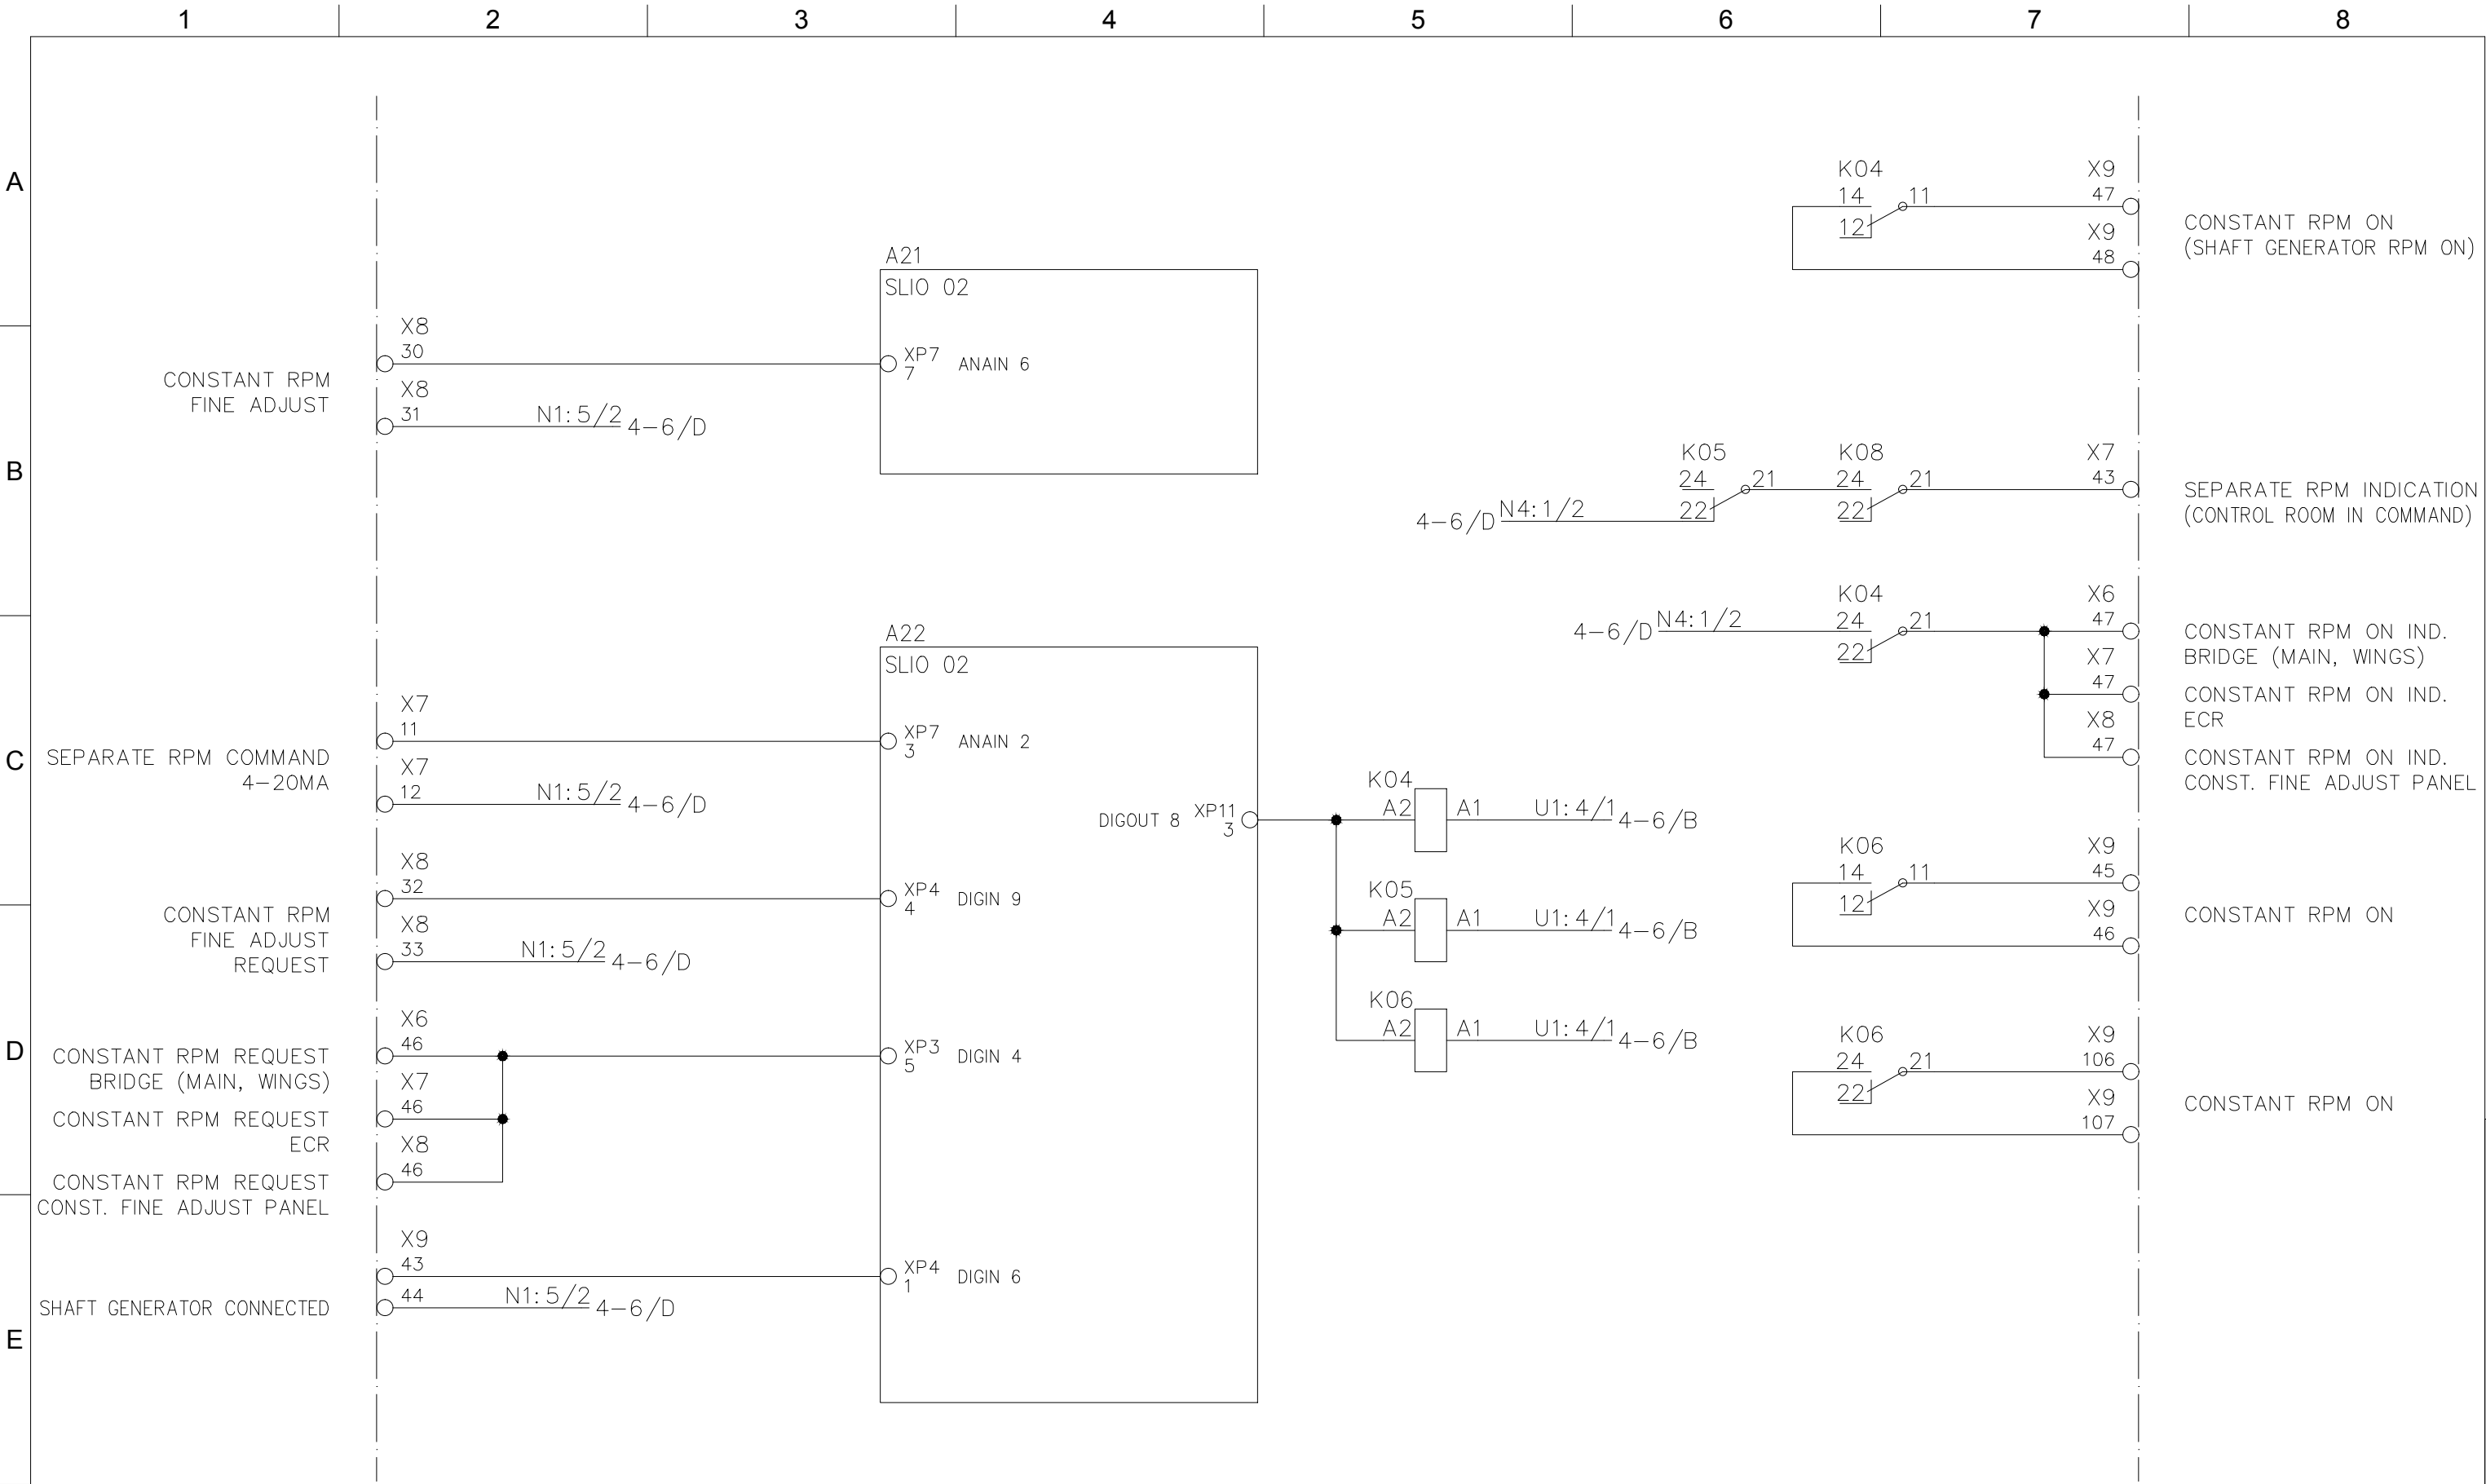 1 2 3 4 5 6 7 8
A
B
C
D
E
X8
30
CONSTANT RPM
FINE ADJUST
X8
31
N1:5/2 4-6/D
X7
11
SEPARATE RPM COMMAND
4-20MA
X7
12
N1:5/2 4-6/D
X8
32
CONSTANT RPM
FINE ADJUST
REQUEST
X8
33
N1:5/2 4-6/D
X6
46
CONSTANT RPM REQUEST
BRIDGE (MAIN, WINGS)
X7
46
CONSTANT RPM REQUEST
ECR
X8
46
CONSTANT RPM REQUEST
CONST. FINE ADJUST PANEL
X9
43
44
N1:5/2 4-6/D
SHAFT GENERATOR CONNECTED
A21
SLIO 02
XP7
7
ANAIN 6
A22
SLIO 02
XP7
3
ANAIN 2
DIGOUT 8
XP11
3
XP4
4
DIGIN 9
XP3
5
DIGIN 4
XP4
1
DIGIN 6
K04
A2 A1 U1:4/1 4-6/B
K05
A2 A1 U1:4/1 4-6/B
K06
A2 A1 U1:4/1 4-6/B
K04
14 11
12
X9
47
X9
48
CONSTANT RPM ON
(SHAFT GENERATOR RPM ON)
4-6/D N4:1/2
K05
24 21
22
K08
24 21
22
X7
43
SEPARATE RPM INDICATION
(CONTROL ROOM IN COMMAND)
4-6/D N4:1/2
K04
24 21
22
X6
47
CONSTANT RPM ON IND.
BRIDGE (MAIN, WINGS)
X7
47
CONSTANT RPM ON IND.
ECR
X8
47
CONSTANT RPM ON IND.
CONST. FINE ADJUST PANEL
K06
14 11
12
X9
45
X9
46
CONSTANT RPM ON
K06
24 21
22
X9
106
X9
107
CONSTANT RPM ON